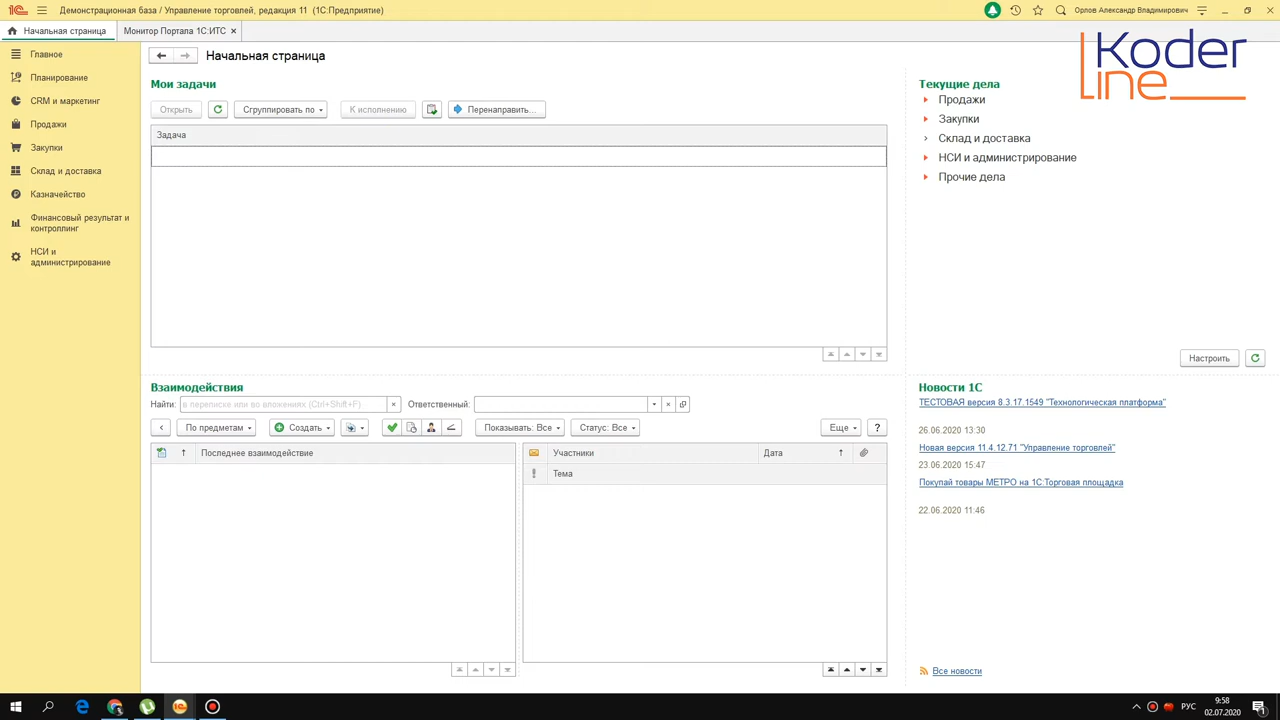 Демонстрационная база / Управление торговлей, редакция 11 (1С:Предприятие)
Орлов Александр Владимирович
Начальная страница
Монитор Портала 1С:ИТС
Koder
line
Главное
Планирование
CRM и маркетинг
Продажи
Закупки
Склад и доставка
Казначейство
Финансовый результат и
контроллинг
НСИ и
администрирование
Начальная страница
Мои задачи
Открыть
Сгруппировать по
К исполнению
Перенаправить...
Задача
Текущие дела
Продажи
Закупки
Склад и доставка
НСИ и администрирование
Прочие дела
Настроить
Взаимодействия
Найти:
в переписке или во вложениях (Ctrl+Shift+F)
Ответственный:
По предметам
Создать
Показывать: Все
Статус: Все
Еще
?
Последнее взаимодействие
Участники
Дата
Тема
Новости 1С
ТЕСТОВАЯ версия 8.3.17.1549 "Технологическая платформа"
26.06.2020 13:30
Новая версия 11.4.12.71 "Управление торговлей"
23.06.2020 15:47
Покупай товары МЕТРО на 1С:Торговая площадка
22.06.2020 11:46
Все новости
РУС
9:58
02.07.2020